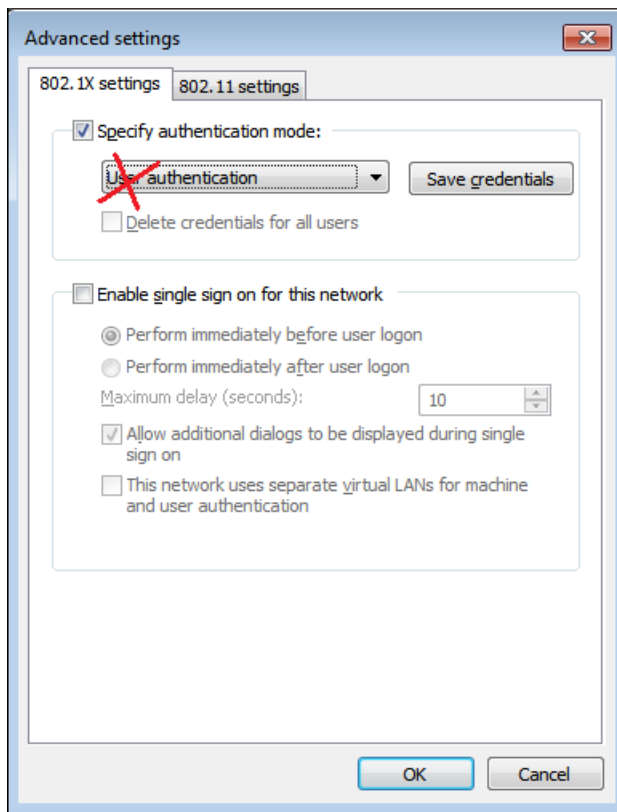 Advanced settings
802.1X settings
802.11 settings
Specify authentication mode:
User authentication
Save credentials
Delete credentials for all users
Enable single sign on for this network
Perform immediately before user logon
Perform immediately after user logon
Maximum delay (seconds):
10
Allow additional dialogs to be displayed during single
sign on
This network uses separate virtual LANs for machine
and user authentication
OK
Cancel